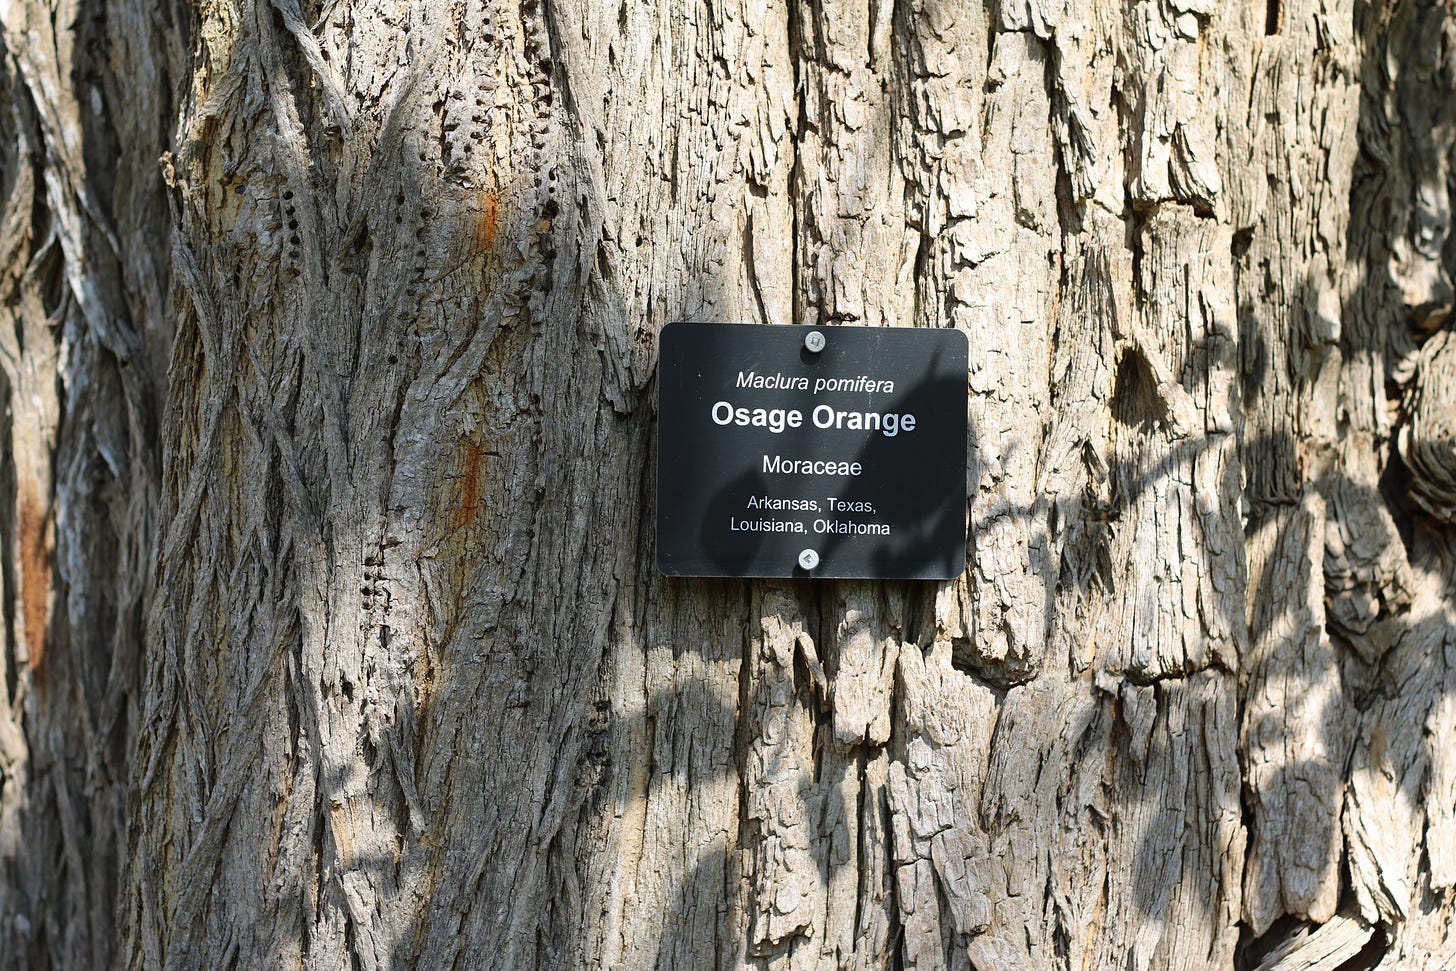 Maclura pomifera
Osage Orange
Moraceae
Arkansas, Texas,
Louisiana, Oklahoma